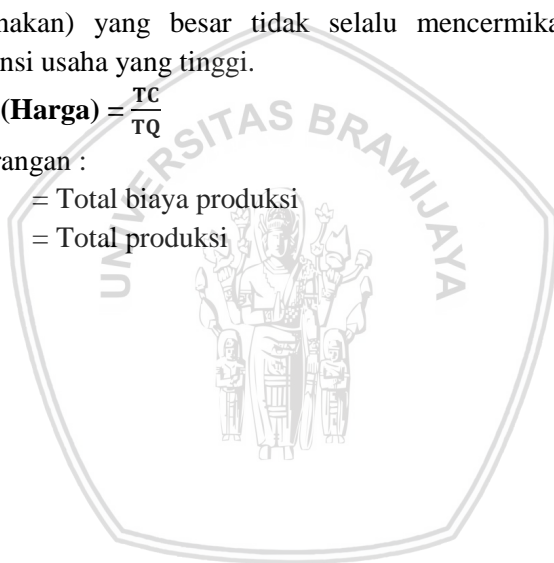 nakan) yang besar tidak selalu mencermika
nsi usaha yang tinggi.
(Harga) = TC/TQ
rangan :
= Total biaya produksi
= Total produksi
UNIVERSITAS BRAWIJAYA